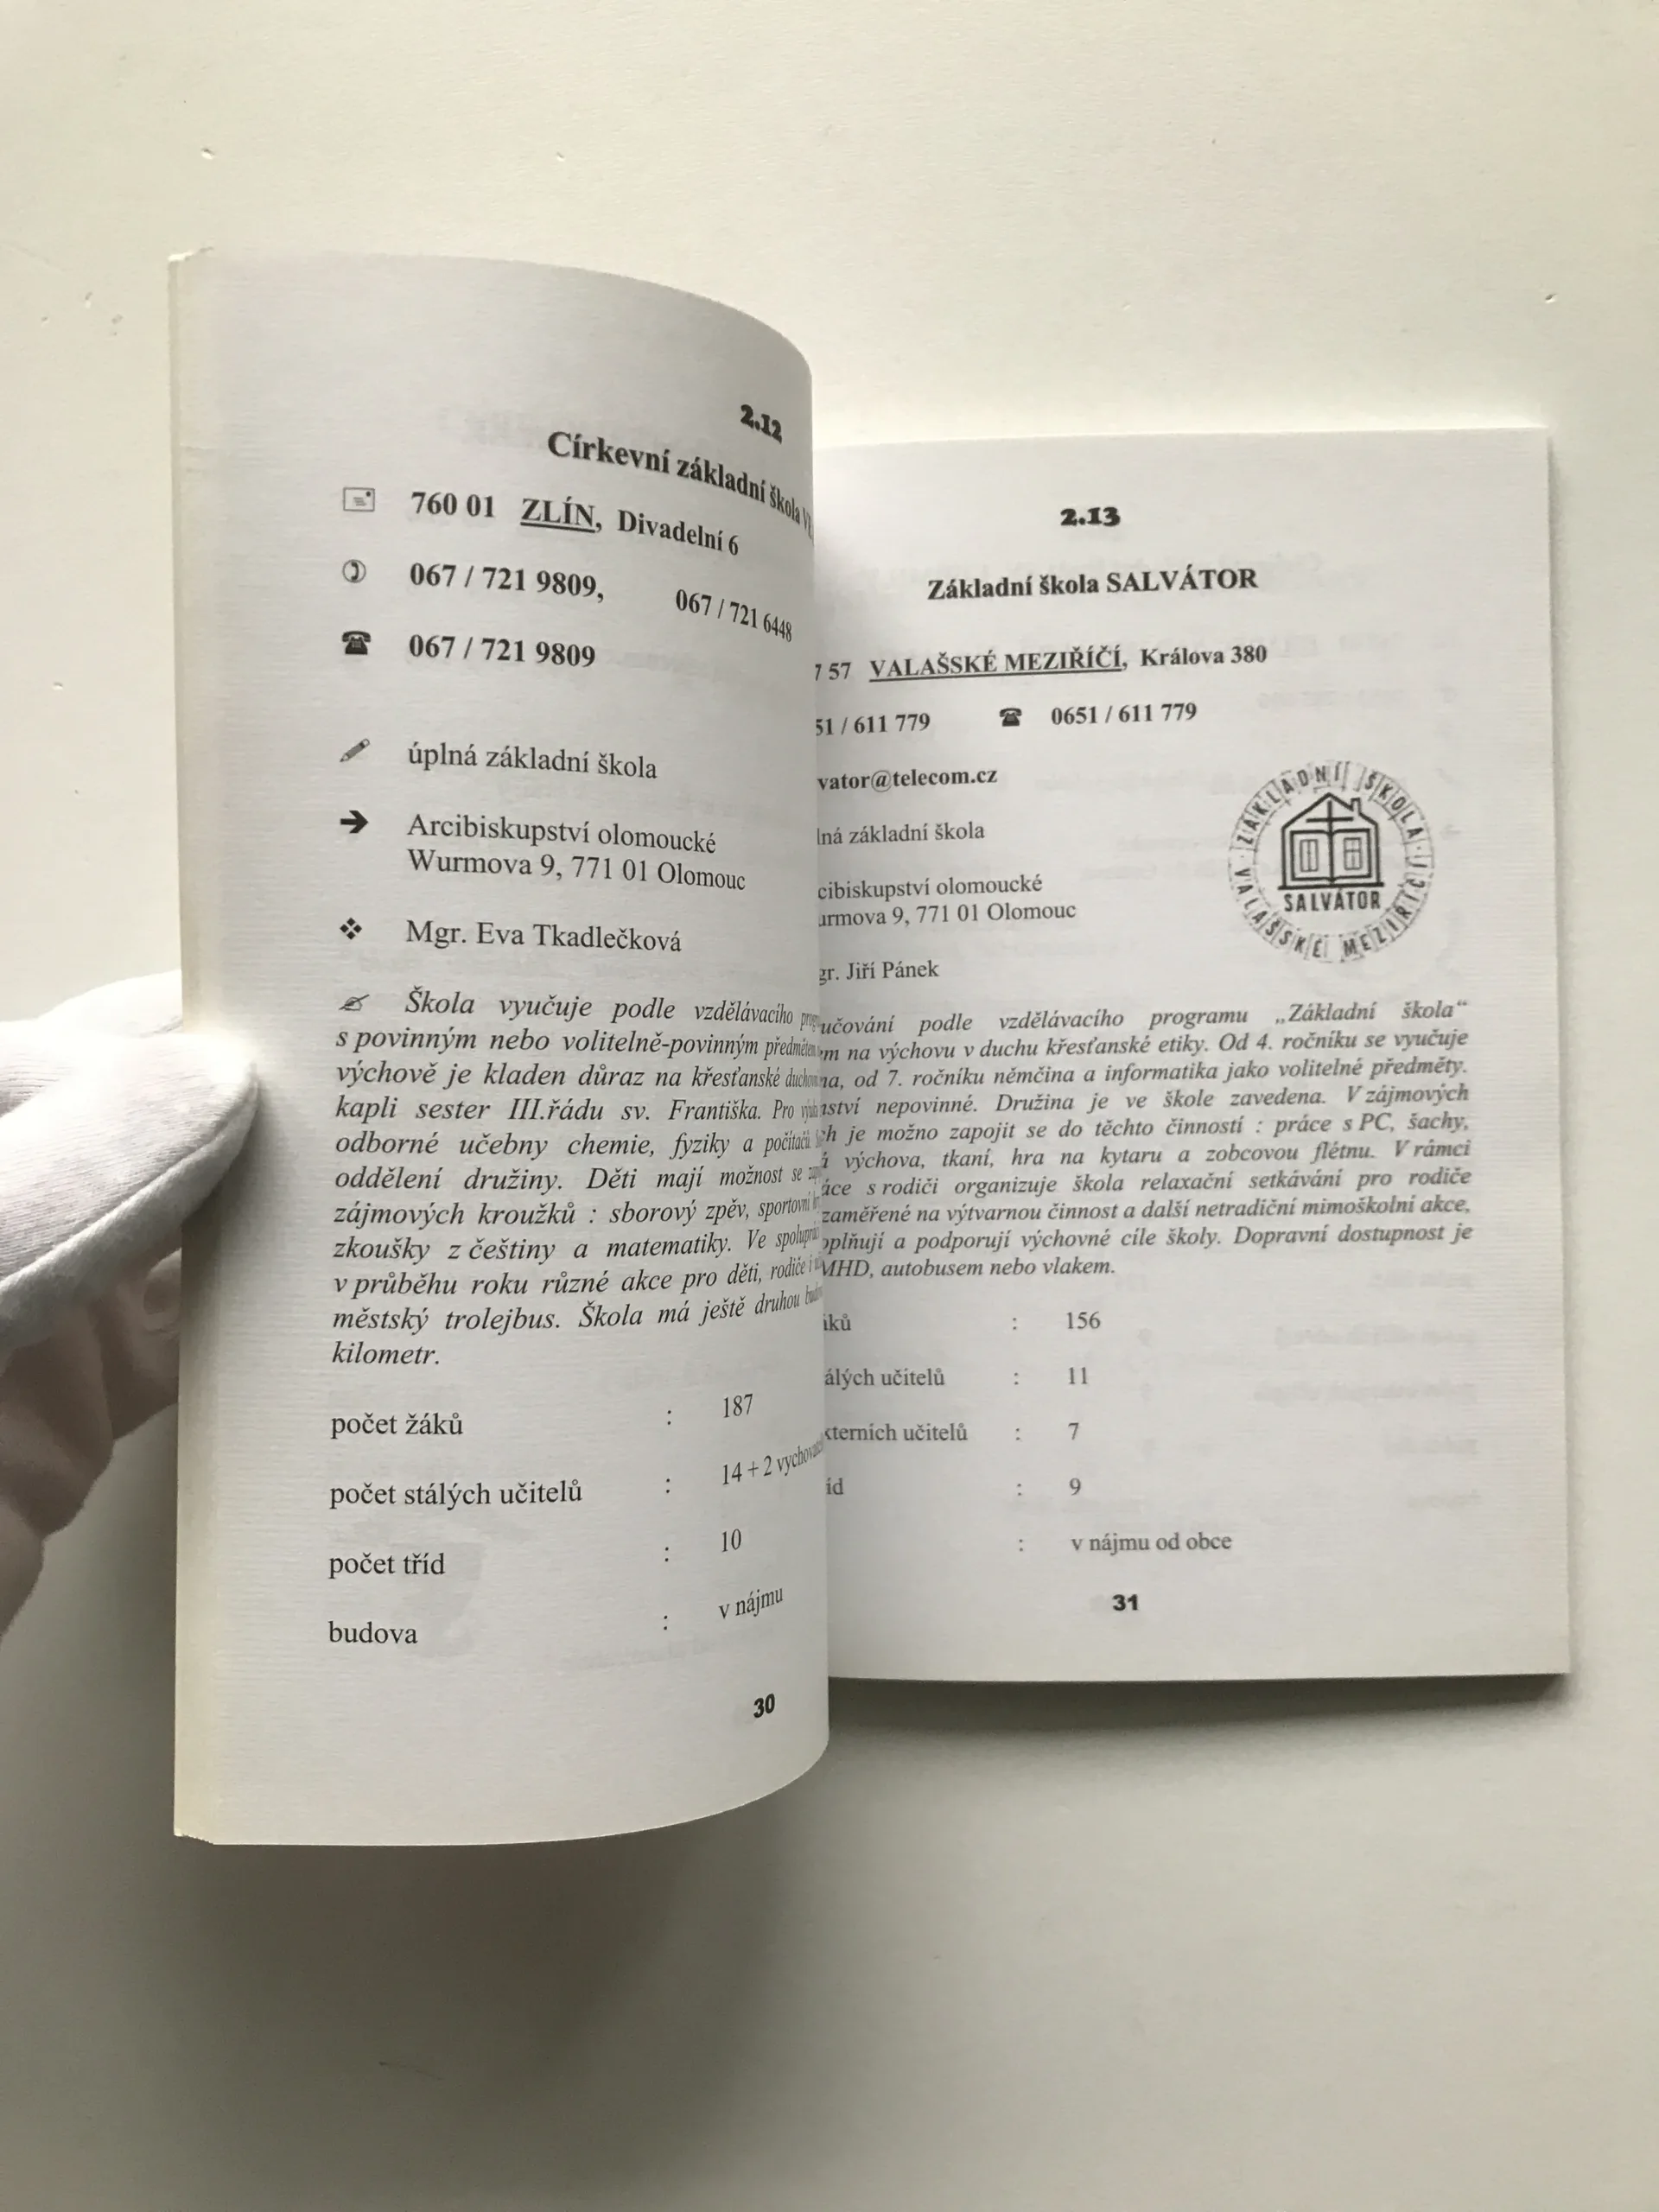 2.12
Církevní základní škola
760 01 ZLÍN, Divadelní 6
067 / 721 9809, 067 / 721 6448
067 / 721 9809
úplná základní škola
Arcibiskupství olomoucké
Wurmova 9, 771 01 Olomouc
Mgr. Eva Tkadlečková
Škola vyučuje podle vzdělávacího
s povinným nebo volitelně-povinným
výchově je kladen důraz na křesťanské
kapli sester III.řádu sv. Františka. Pro
odborné učebny chemie, fyziky a počítačů
oddělení družiny. Děti mají možnost se
zájmových kroužků : sborový zpěv, sportovní
zkoušky z češtiny a matematiky. Ve
v průběhu roku různé akce pro děti, rodiče i
městský trolejbus. Škola má ještě druhou
kilometr.
počet žáků : 187
počet stálých učitelů : 14 + 2
počet tříd : 10
budova : v nájmu
30
2.13
Základní škola SALVÁTOR
7 57 VALAŠSKÉ MEZIŘÍČÍ, Králova 380
51 / 611 779 0651 / 611 779
vator@telecom.cz
lná základní škola
cibiskupství olomoucké
urmova 9, 771 01 Olomouc
gr. Jiří Pánek
ZÁKLADNÍ ŠKOLA
VALAŠSKÉ MEZIŘÍČÍ
SALVÁTOR
učování podle vzdělávacího programu „Základní škola“
na výchovu v duchu křesťanské etiky. Od 4. ročníku se vyučuje
na, od 7. ročníku němčina a informatika jako volitelné předměty.
nství nepovinné. Družina je ve škole zavedena. V zájmových
ch je možno zapojit se do těchto činností : práce s PC, šachy,
á výchova, tkaní, hra na kytaru a zobcovou flétnu. V rámci
áce s rodiči organizuje škola relaxační setkávání pro rodiče
zaměřené na výtvarnou činnost a další netradiční mimoškolní akce,
oplňují a podporují výchovné cíle školy. Dopravní dostupnost je
MHD, autobusem nebo vlakem.
áků : 156
álých učitelů : 11
xterních učitelů : 7
íd : 9
: v nájmu od obce
31